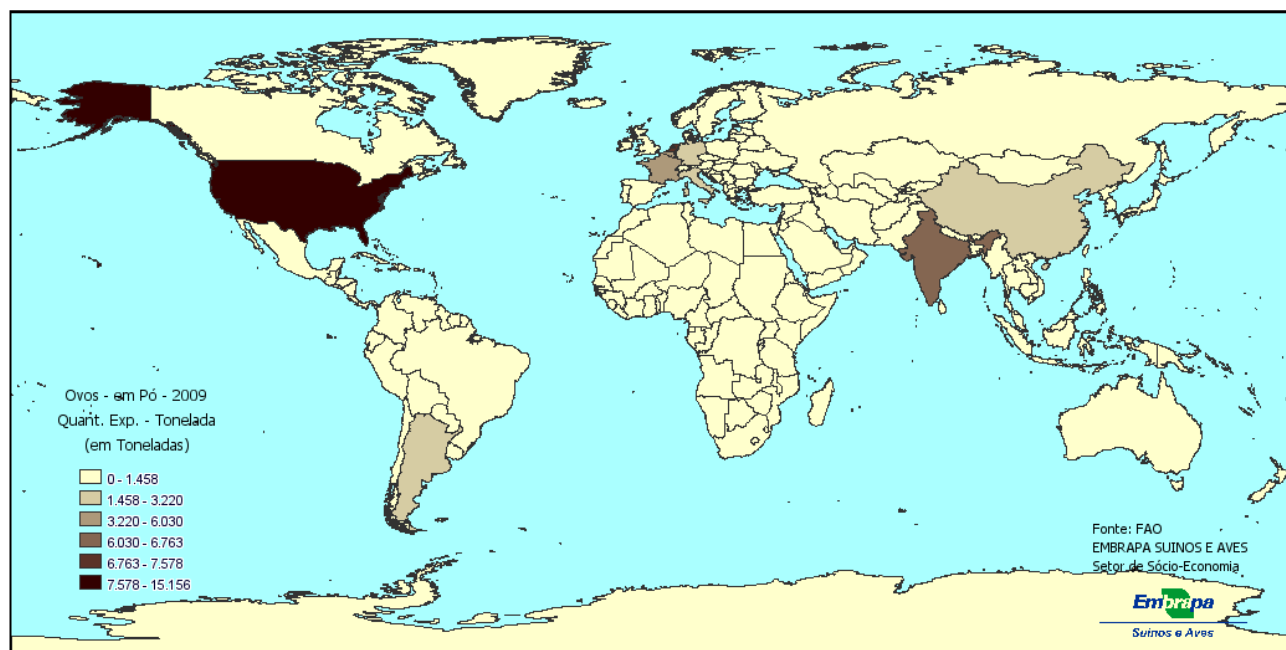 Ovos - em Pó - 2009
Quant. Exp. - Tonelada
(em Toneladas)
0 - 1.458
1.458 - 3.220
3.220 - 6.030
6.030 - 6.763
6.763 - 7.578
7.578 - 15.156
Fonte: FAO
EMBRAPA SUINOS E AVES
Setor de Sócio-Economia
Embrapa
Suínos e Aves